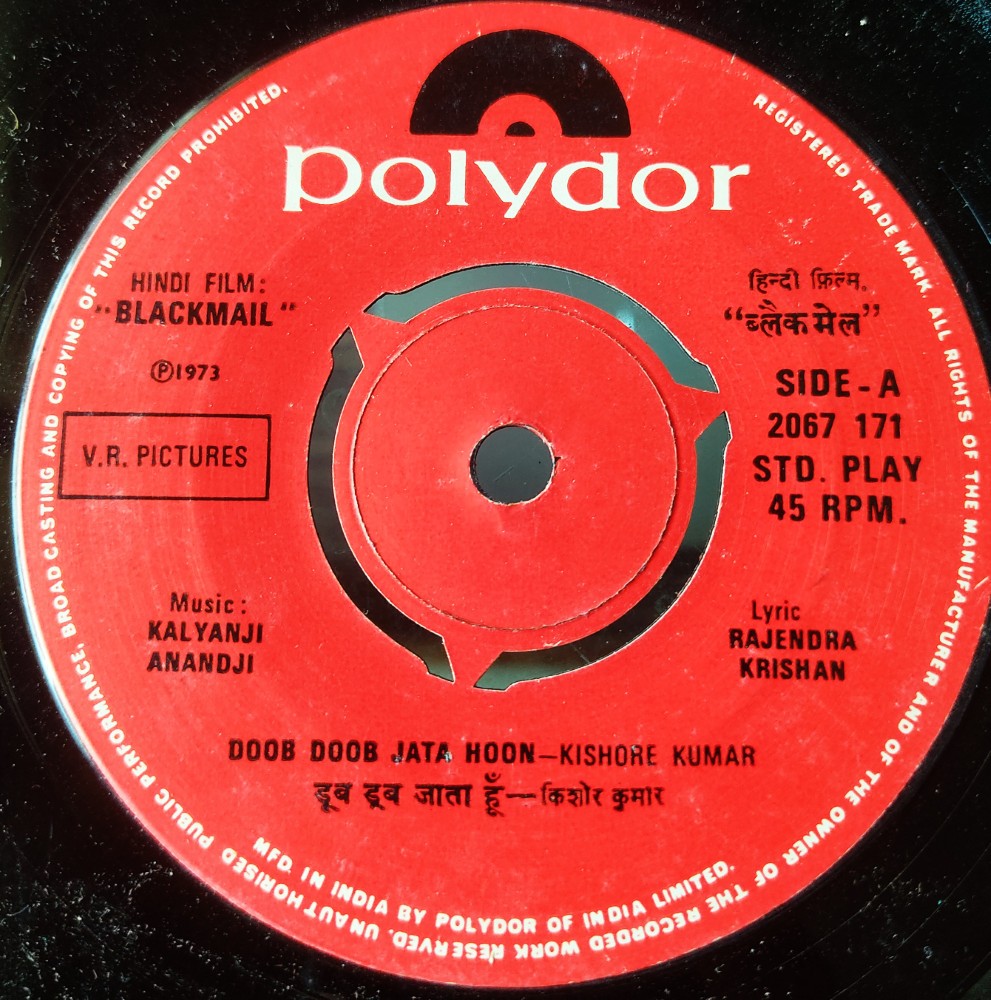 polydor
HINDI FILM:
"BLACKMAIL"
Ⓟ1973
V.R. PICTURES
हिन्दी फ़िल्म.
“ब्लैकमेल”
SIDE-A
2067 171
STD. PLAY
45 RPM.
Music:
KALYANJI
ANANDJI
Lyric
RAJENDRA
KRISHAN
DOOB DOOB JATA HOON—KISHORE KUMAR
डूब डूब जाता हूँ—किशोर कुमार
MFD. IN INDIA BY POLYDOR OF INDIA LIMITED.
REGISTERED TRADE MARK. ALL RIGHTS OF THE MANUFACTURER AND OF THE OWNER OF THE RECORDED WORK RESERVED. UNAUTHORISED PUBLIC PERFORMANCE, BROADCASTING AND COPYING OF THIS RECORD PROHIBITED.